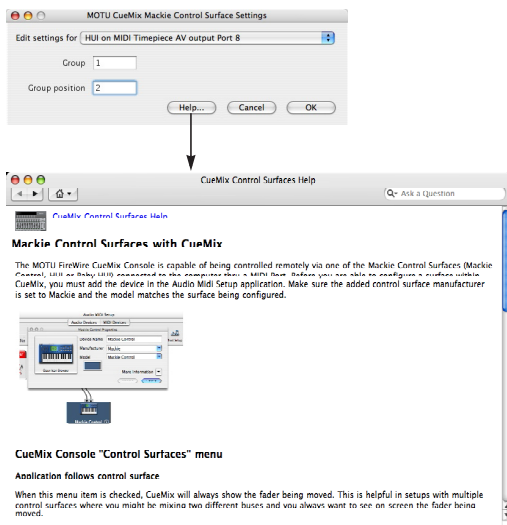 MOTU CueMix Mackie Control Surface Settings
Edit settings for HUI on MIDI Timepiece AV output Port 8
Group 1
Group position 2
Help... Cancel OK
CueMix Control Surfaces Help
Ask a Question
CueMix Control Surfaces Help
Mackie Control Surfaces with CueMix
The MOTU FireWire CueMix Console is capable of being controlled remotely via one of the Mackie Control Surfaces (Mackie
Control, HUI or Baby HUI) connected to the computer thru a MIDI Port. Before you are able to configure a surface within
CueMix, you must add the device in the Audio Midi Setup application. Make sure the added control surface manufacturer
is set to Mackie and the model matches the surface being configured.
Audio MIDI Setup
Audio Devices MIDI Devices
Mackie Control Properties
Device Name: Mackie Control
Manufacturer: Mackie
Model: Mackie Control
More Information
Mackie Control
CueMix Console "Control Surfaces" menu
Application follows control surface
When this menu item is checked, CueMix will always show the fader being moved. This is helpful in setups with multiple
control surfaces where you might be mixing two different buses and you always want to see on screen the fader being
moved.